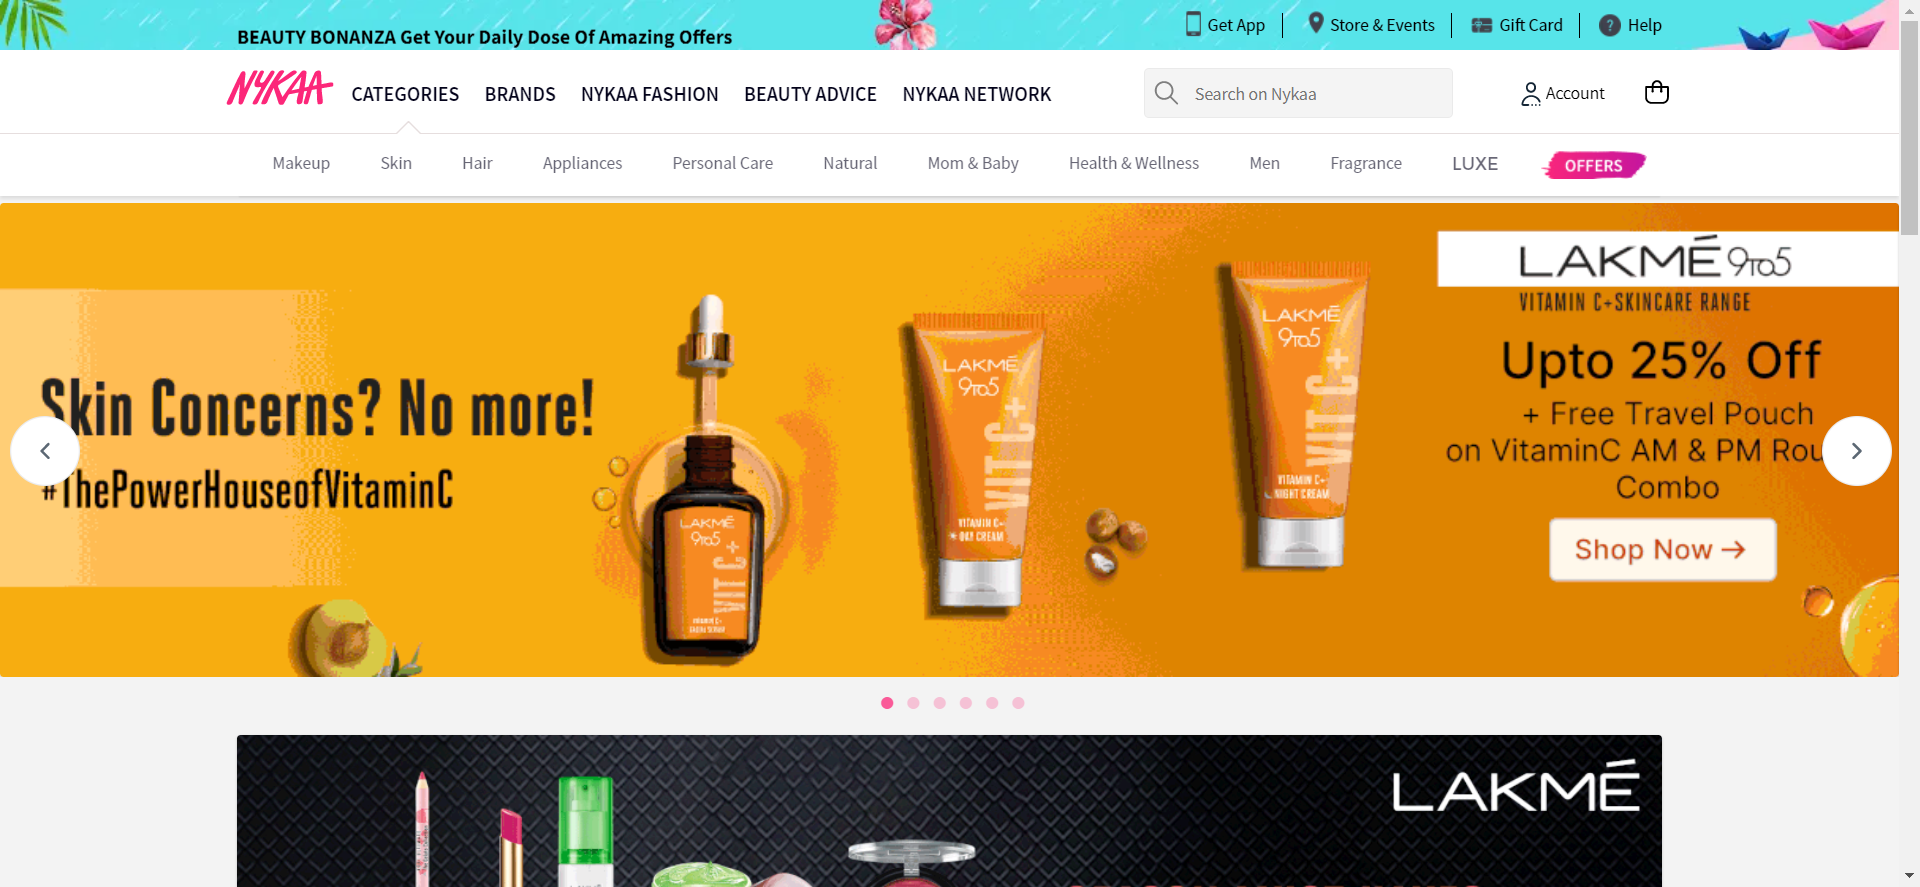 BEAUTY BONANZA Get Your Daily Dose Of Amazing Offers
Get App
Store & Events
Gift Card
? Help
NYKAA
CATEGORIES
BRANDS
NYKAA FASHION
BEAUTY ADVICE
NYKAA NETWORK
Search on Nykaa
Account
Makeup
Skin
Hair
Appliances
Personal Care
Natural
Mom & Baby
Health & Wellness
Men
Fragrance
LUXE
OFFERS
Skin Concerns? No more!
#ThePowerHouseofVitaminC
LAKMÉ
9TO5
VIT C+
VITAMIN C+
FACIAL SERUM
LAKMÉ
9TO5
VIT C+
VITAMIN C+
DAY CREAM
LAKMÉ
9TO5
VIT C+
VITAMIN C+
NIGHT CREAM
LAKMÉ 9TO5
VITAMIN C+SKINCARE RANGE
Upto 25% Off
+ Free Travel Pouch
on VitaminC AM & PM
Combo
Shop Now →
LAKMÉ